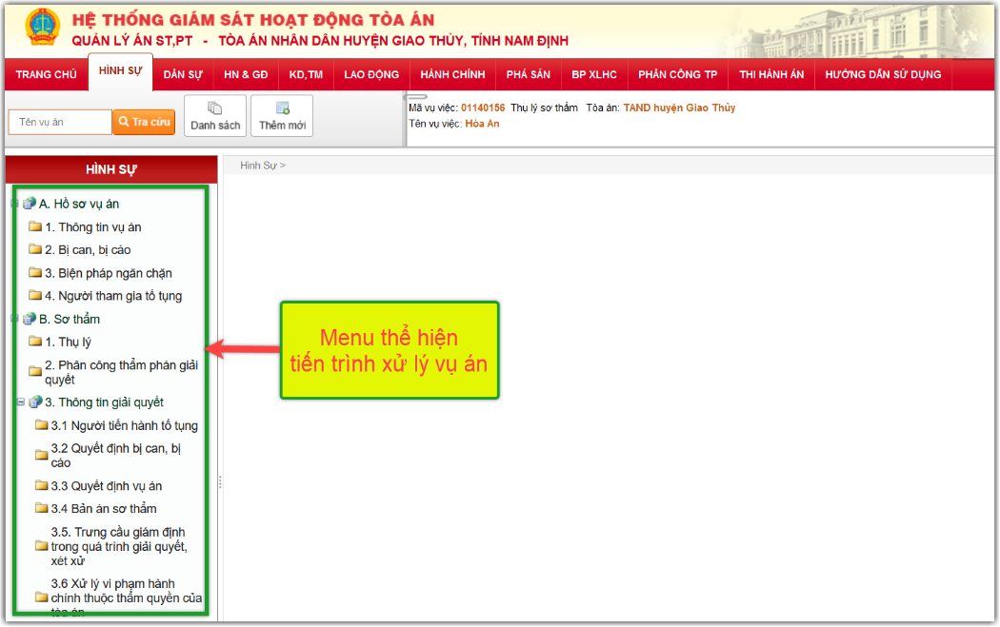 HỆ THỐNG GIÁM SÁT HOẠT ĐỘNG TÒA ÁN
QUẢN LÝ ÁN ST,PT - TÒA ÁN NHÂN DÂN HUYỆN GIAO THỦY, TỈNH NAM ĐỊNH
TRANG CHỦ HÌNH SỰ DÂN SỰ HN & GĐ KD,TM LAO ĐỘNG HÀNH CHÍNH PHÁ SẢN BP XLHC PHÂN CÔNG TP THI HÀNH ÁN HƯỚNG DẪN SỬ DỤNG
Tên vụ án Tra cứu Danh sách Thêm mới
Mã vụ việc: 01140156 Thụ lý sơ thẩm Tòa án: TAND huyện Giao Thủy
Tên vụ việc: Hòa An
HÌNH SỰ
Hình Sự >
A. Hồ sơ vụ án
1. Thông tin vụ án
2. Bị can, bị cáo
3. Biện pháp ngăn chặn
4. Người tham gia tố tụng
B. Sơ thẩm
1. Thụ lý
2. Phân công thẩm phán giải
quyết
3. Thông tin giải quyết
3.1 Người tiến hành tố tụng
3.2 Quyết định bị can, bị
cáo
3.3 Quyết định vụ án
3.4 Bản án sơ thẩm
3.5. Trưng cầu giám định
trong quá trình giải quyết,
xét xử
3.6 Xử lý vi phạm hành
chính thuộc thẩm quyền của
tòa án
Menu thể hiện
tiến trình xử lý vụ án